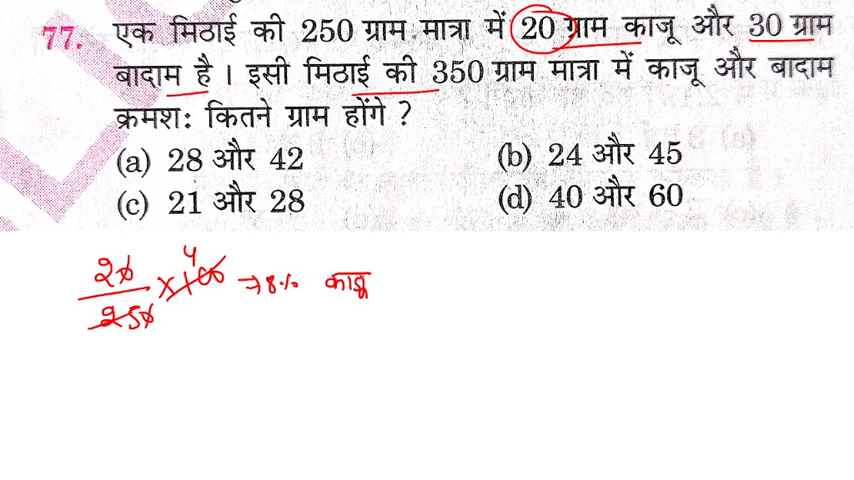 77. एक मिठाई की 250 ग्राम मात्रा में 20 ग्राम काजू और 30 ग्राम
बादाम है। इसी मिठाई की 350 ग्राम मात्रा में काजू और बादाम
क्रमशः कितने ग्राम होंगे ?
(a) 28 और 42 (b) 24 और 45
(c) 21 और 28 (d) 40 और 60
20/250 × 100 4 → 8% काजू